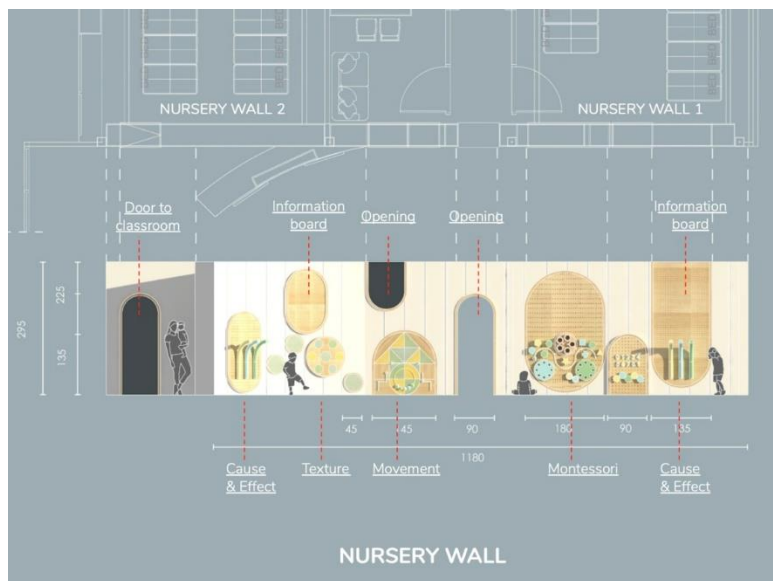 NURSERY WALL 2
NURSERY WALL 1
Door to
classroom
Information
board
Opening
Opening
Information
board
295
225
135
45
145
90
180
90
135
1180
Cause
& Effect
Texture
Movement
Montessori
Cause
& Effect
NURSERY WALL